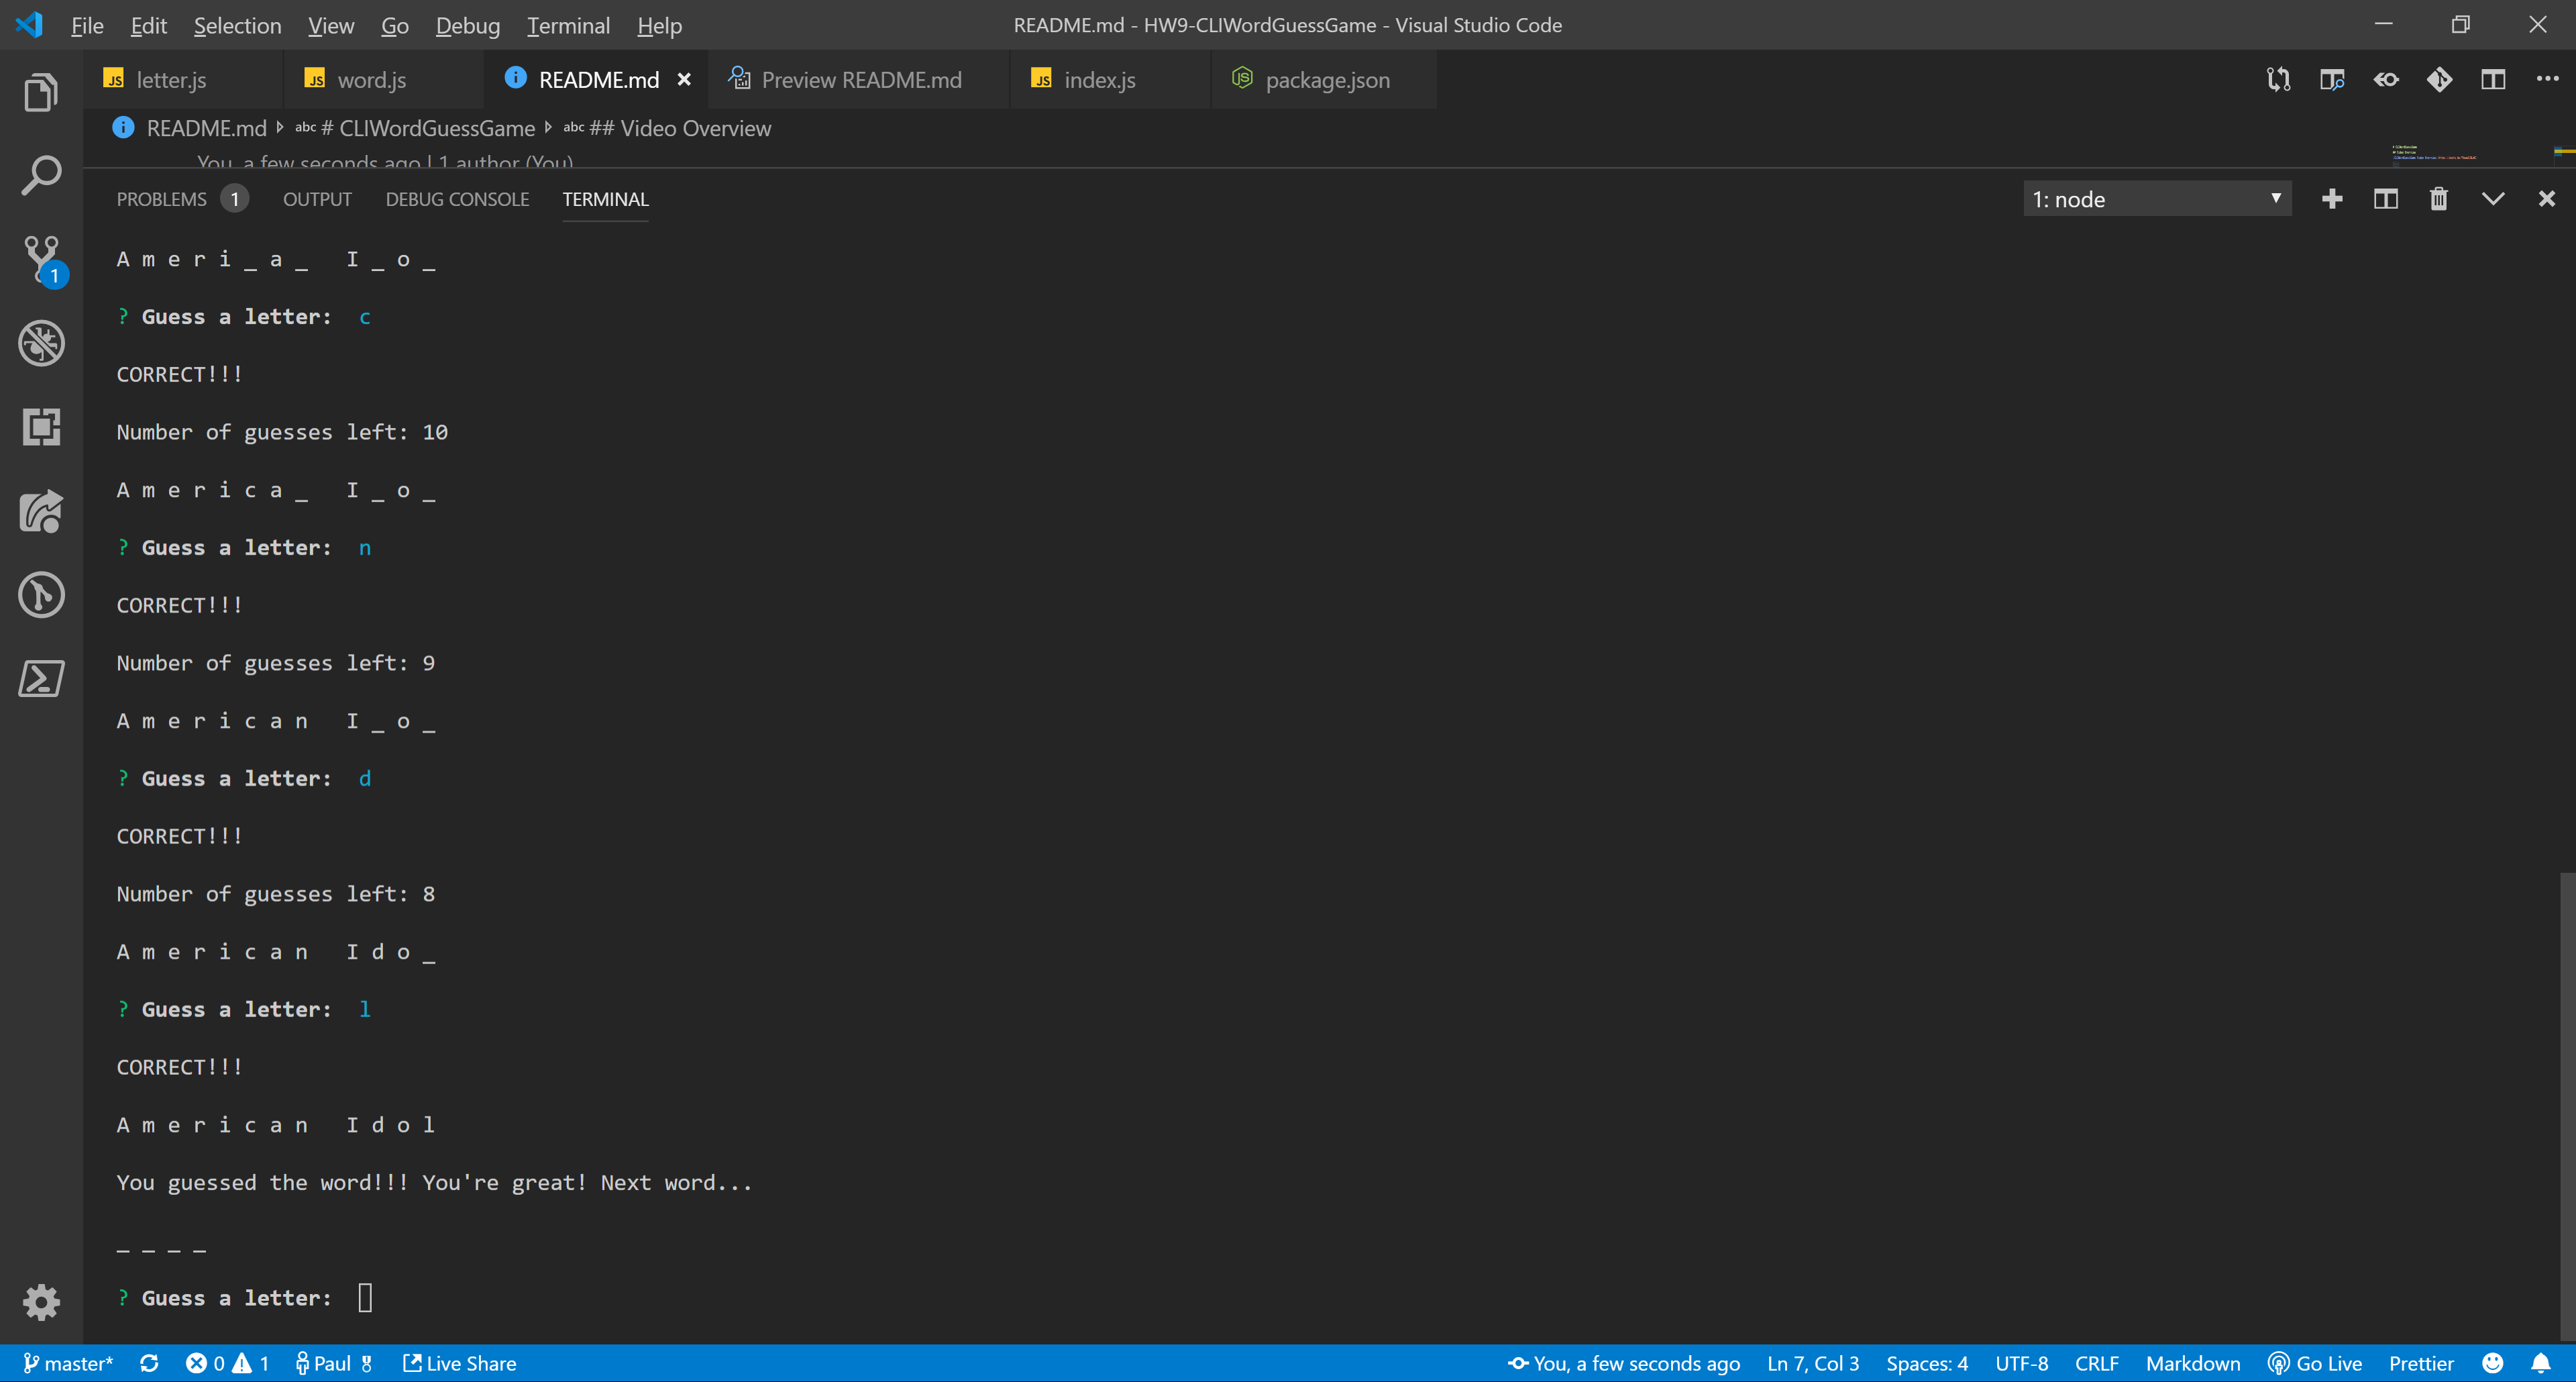 File Edit Selection View Go Debug Terminal Help README.md - HW9-CLIWordGuessGame - Visual Studio Code
JS letter.js JS word.js README.md Preview README.md JS index.js package.json
README.md abc # CLIWordGuessGame abc ## Video Overview
You, a few seconds ago | 1 author (You)
PROBLEMS 1 OUTPUT DEBUG CONSOLE TERMINAL 1: node
A m e r i _ a _   I _ o _
? Guess a letter: c
CORRECT!!!
Number of guesses left: 10
A m e r i c a _   I _ o _
? Guess a letter: n
CORRECT!!!
Number of guesses left: 9
A m e r i c a n   I _ o _
? Guess a letter: d
CORRECT!!!
Number of guesses left: 8
A m e r i c a n   I d o _
? Guess a letter: l
CORRECT!!!
A m e r i c a n   I d o l
You guessed the word!!! You're great! Next word...
_ _ _ _
? Guess a letter:
1
master* 0 1 Paul Live Share You, a few seconds ago Ln 7, Col 3 Spaces: 4 UTF-8 CRLF Markdown Go Live Prettier